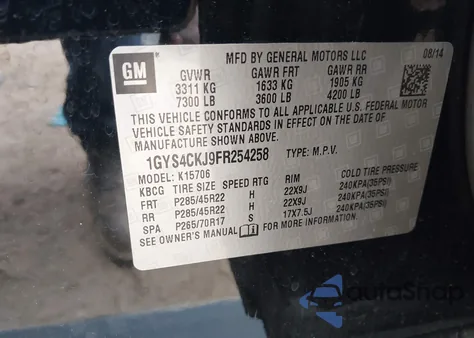 GM
MFD BY GENERAL MOTORS LLC 08/14
GVWR GAWR FRT GAWR RR
3311 KG 1633 KG 1905 KG
7300 LB 3600 LB 4200 LB
THIS VEHICLE CONFORMS TO ALL APPLICABLE U.S. FEDERAL MOTOR
VEHICLE SAFETY AND THEFT PREVENTION STANDARDS IN EFFECT ON THE DATE OF
MANUFACTURE SHOWN ABOVE.
1GYS4CKJ9FR254258 TYPE: M.P.V.
MODEL: K15706
KBCG TIRE SIZE SPEED RTG RIM COLD TIRE PRESSURE
FRT P285/45R22 H 22X9J 240KPA(35PSI)
RR P285/45R22 H 22X9J 240KPA(35PSI)
SPA P265/70R17 S 17X7.5J 240KPA(35PSI)
SEE OWNER'S MANUAL FOR MORE INFORMATION
autoShop